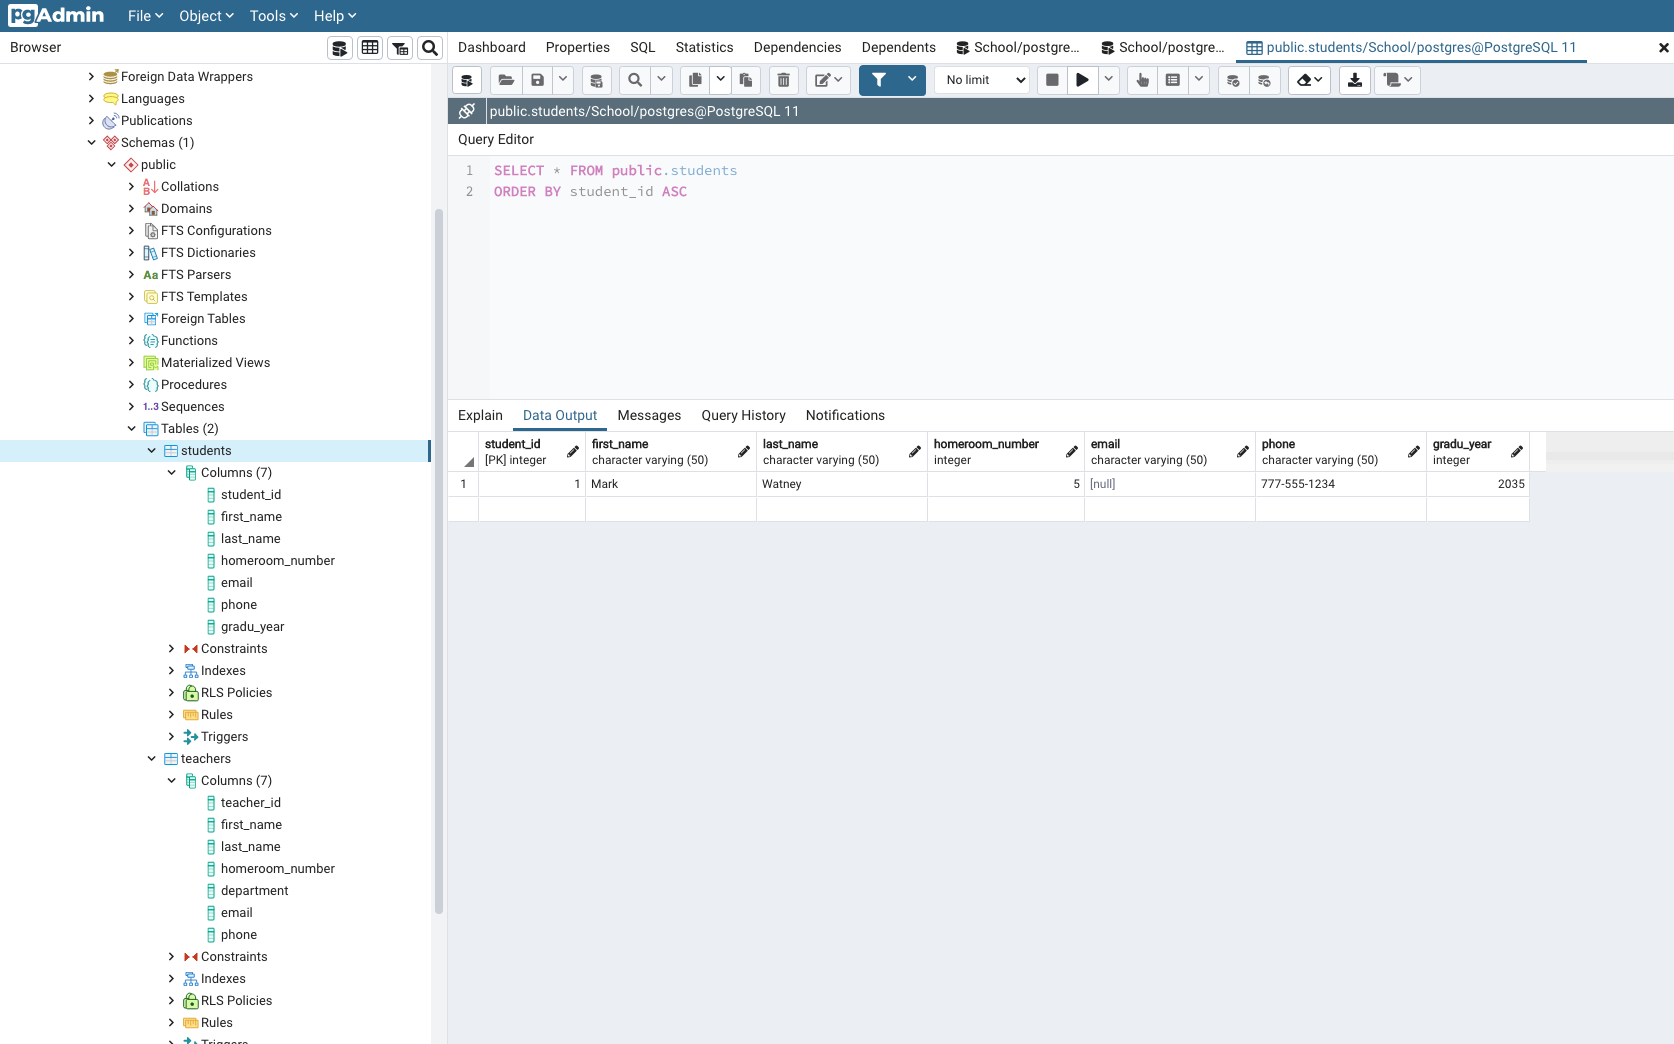 pgAdmin File Object Tools Help
Browser
Dashboard Properties SQL Statistics Dependencies Dependents School/postgre... School/postgre... public.students/School/postgres@PostgreSQL 11
No limit
public.students/School/postgres@PostgreSQL 11
Query Editor
1 SELECT * FROM public.students
2 ORDER BY student_id ASC
Foreign Data Wrappers
Languages
Publications
Schemas (1)
public
Collations
Domains
FTS Configurations
FTS Dictionaries
Aa FTS Parsers
FTS Templates
Foreign Tables
Functions
Materialized Views
Procedures
1..3 Sequences
Tables (2)
students
Columns (7)
student_id
first_name
last_name
homeroom_number
email
phone
gradu_year
Constraints
Indexes
RLS Policies
Rules
Triggers
teachers
Columns (7)
teacher_id
first_name
last_name
homeroom_number
department
email
phone
Constraints
Indexes
RLS Policies
Rules
Triggers
Explain Data Output Messages Query History Notifications
student_id first_name last_name homeroom_number email phone gradu_year
[PK] integer character varying (50) character varying (50) integer character varying (50) character varying (50) integer
1 1 Mark Watney 5 [null] 777-555-1234 2035